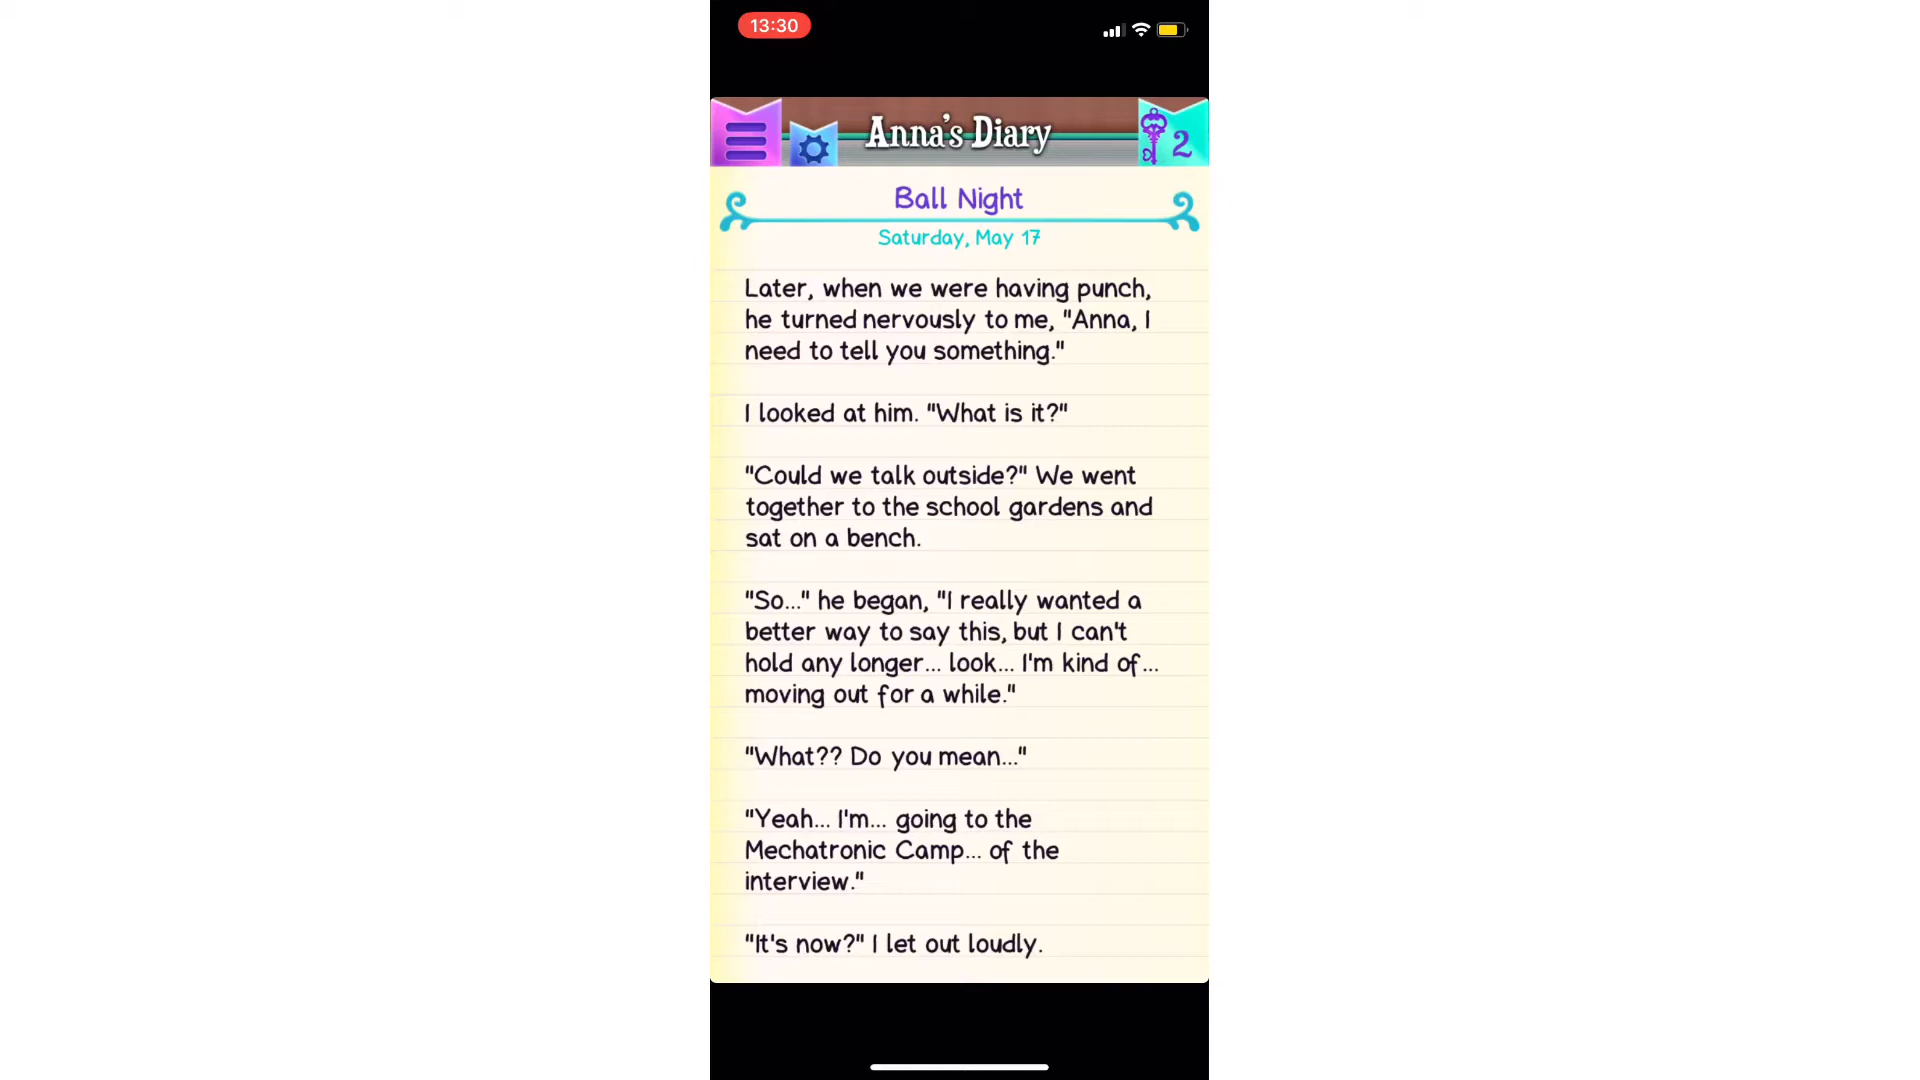 13:30
Anna's Diary
2
Ball Night
Saturday, May 17
Later, when we were having punch,
he turned nervously to me, "Anna, I
need to tell you something."
I looked at him. "What is it?"
"Could we talk outside?" We went
together to the school gardens and
sat on a bench.
"So..." he began, "I really wanted a
better way to say this, but I can't
hold any longer... look... I'm kind of...
moving out for a while."
"What?? Do you mean..."
"Yeah... I'm... going to the
Mechatronic Camp... of the
interview."
"It's now?" I let out loudly.